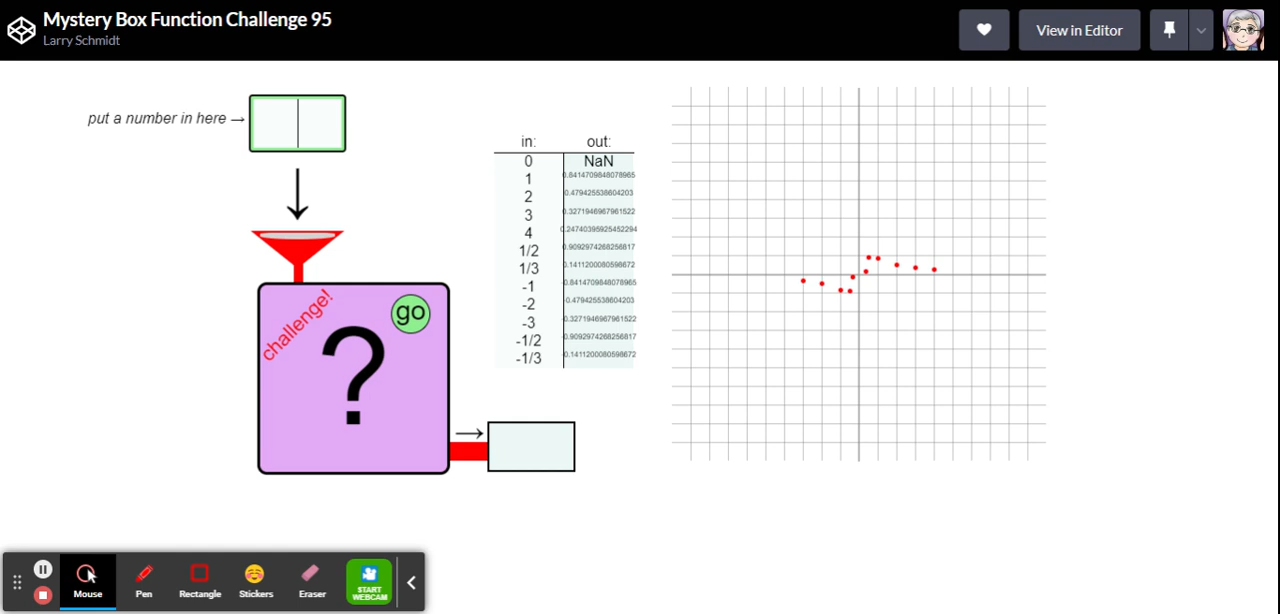 Mystery Box Function Challenge 95
Larry Schmidt
View in Editor
put a number in here →
in: out:
0 NaN
1 0.8414709848078965
2 0.479425538604203
3 0.3271946967961522
4 0.24740395925452294
1/2 0.9092974268256817
1/3 0.1411200080598672
-1 0.8414709848078965
-2 -0.479425538604203
-3 0.3271946967961522
-1/2 0.9092974268256817
-1/3 0.1411200080598672
challenge!
go
?
Mouse
Pen
Rectangle
Stickers
Eraser
START
WEBCAM